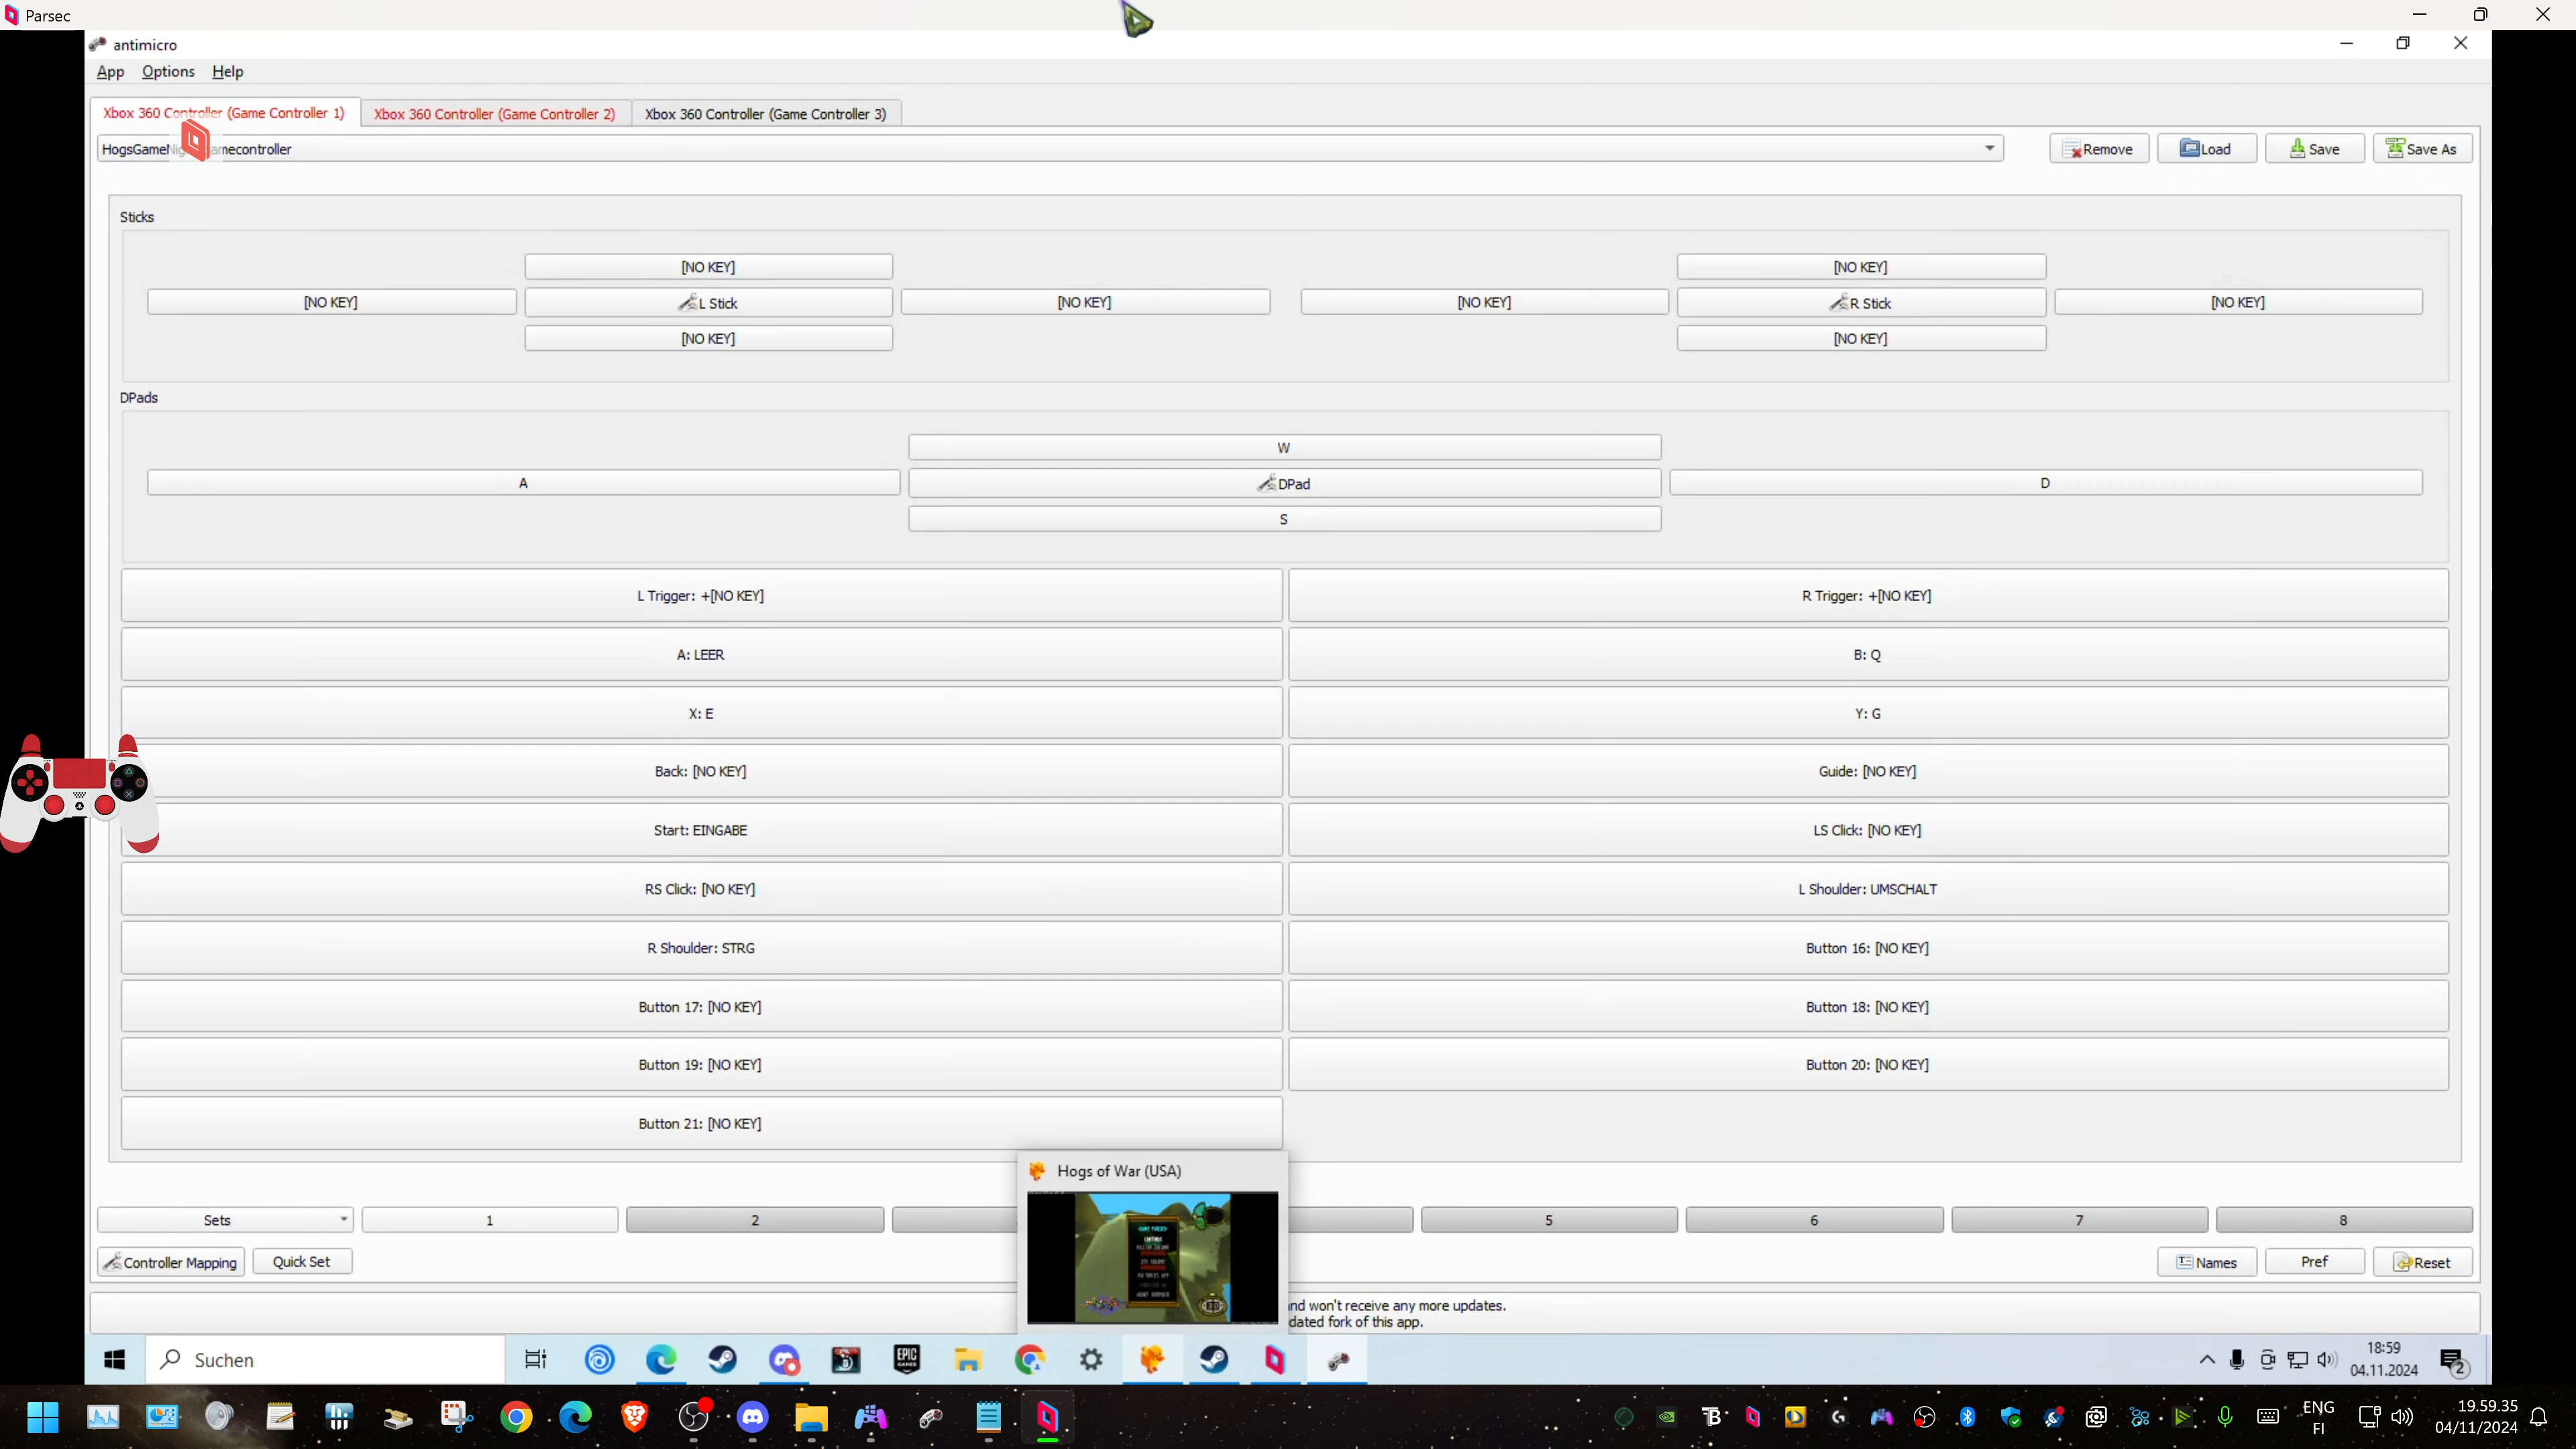 Parsec
antimicro
App Options Help
Xbox 360 Controller (Game Controller 1) Xbox 360 Controller (Game Controller 2) Xbox 360 Controller (Game Controller 3)
Remove Load Save Save As
Sticks
[NO KEY] [NO KEY]
[NO KEY] L Stick [NO KEY] [NO KEY] R Stick [NO KEY]
[NO KEY] [NO KEY]
DPads
W
A DPad D
S
L Trigger: +[NO KEY] R Trigger: +[NO KEY]
A: LEER B: Q
X: E Y: G
Back: [NO KEY] Guide: [NO KEY]
Start: EINGABE LS Click: [NO KEY]
RS Click: [NO KEY] L Shoulder: UMSCHALT
R Shoulder: STRG Button 16: [NO KEY]
Button 17: [NO KEY] Button 18: [NO KEY]
Button 19: [NO KEY] Button 20: [NO KEY]
Button 21: [NO KEY]
Hogs of War (USA)
Sets 1 2 5 6 7 8
CONTINUE
Controller Mapping Quick Set Names Pref Reset
and won't receive any more updates.
dated fork of this app.
Suchen EPIC GAMES 18:59
04.11.2024 2
ENG 19.59.35
FI 04/11/2024